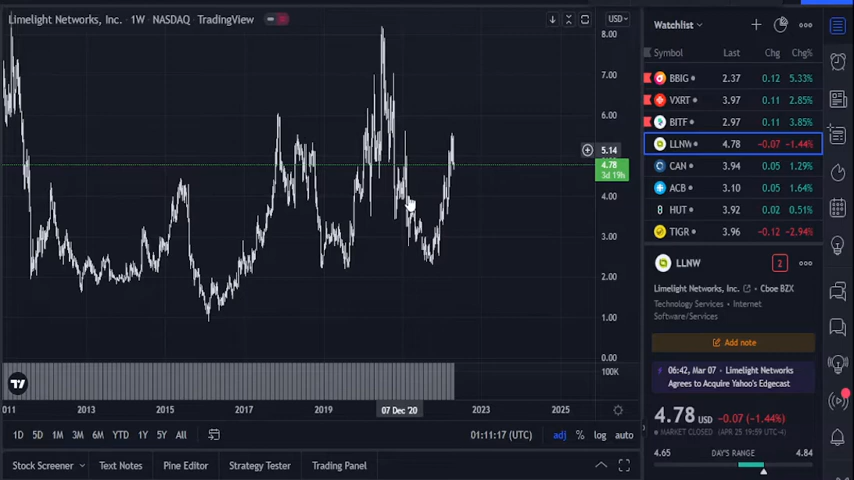 Limelight Networks, Inc. · 1W · NASDAQ TradingView
USD
8.00
7.00
6.00
5.14
4.78
3d 19h
4.00
3.00
2.00
1.00
0.00
100K
2011 2013 2015 2017 2019 07 Dec '20 2023 2025
1D 5D 1M 3M 6M YTD 1Y 5Y All
01:11:17 (UTC) adj % log auto
Stock Screener Text Notes Pine Editor Strategy Tester Trading Panel
Watchlist
Symbol Last Chg Chg%
BBIG 2.37 0.12 5.33%
VXRT 3.97 0.11 2.85%
BITF 2.97 0.11 3.85%
LLNW 4.78 −0.07 −1.44%
CAN 3.94 0.05 1.29%
ACB 3.10 0.05 1.64%
HUT 3.92 0.02 0.51%
TIGR 3.96 −0.12 −2.94%
LLNW 2
Limelight Networks, Inc. · Cboe BZX
Technology Services · Internet
Software/Services
Add note
06:42, Mar 07 · Limelight Networks
Agrees to Acquire Yahoo's Edgecast
4.78 USD −0.07 (−1.44%)
MARKET CLOSED (APR 25 19:59 UTC-4)
4.65 DAY'S RANGE 4.84